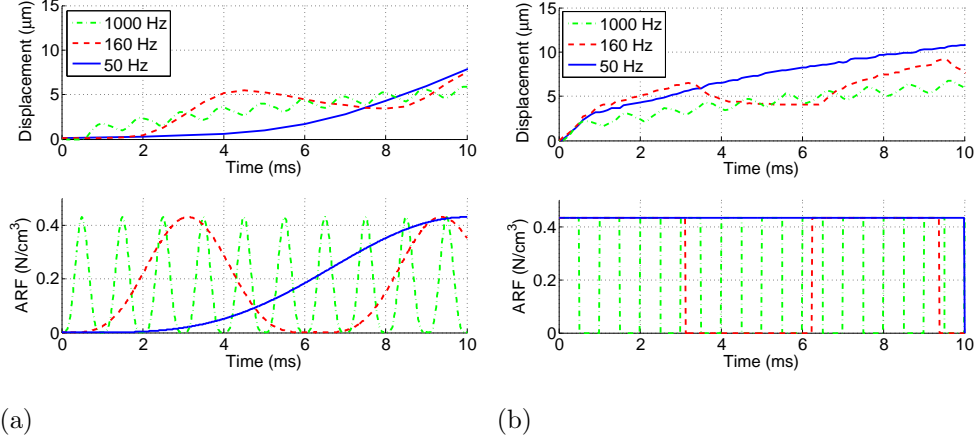 Displacement (μm)
15
10
5
0
1000 Hz
160 Hz
50 Hz
0 2 4 6 8 10
Time (ms)
ARF (N/cm³)
0.4
0.2
0
0 2 4 6 8 10
Time (ms)
(a)
Displacement (μm)
15
10
5
0
1000 Hz
160 Hz
50 Hz
0 2 4 6 8 10
Time (ms)
ARF (N/cm³)
0.4
0.2
0
0 2 4 6 8 10
Time (ms)
(b)